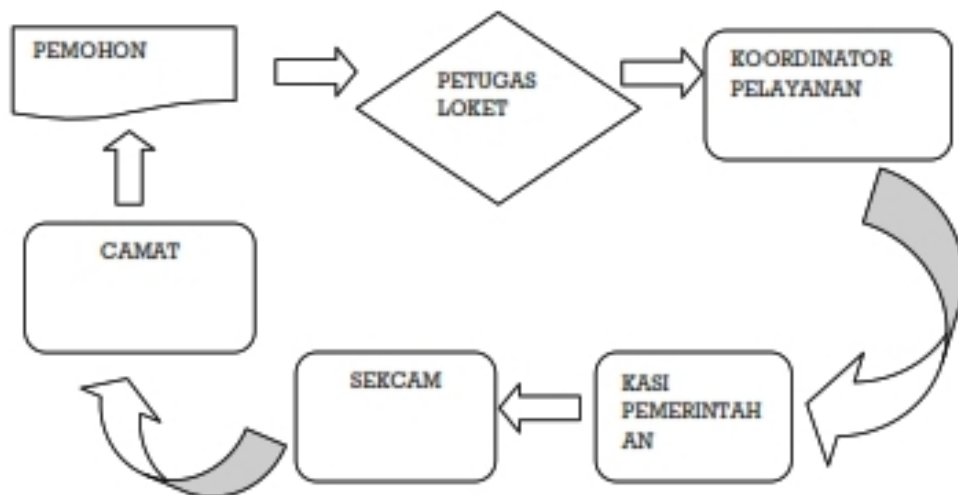 PEMOHON
PETUGAS
LOKET
KOORDINATOR
PELAYANAN
CAMAT
SEKCAM
KASI
PEMERINTAH
AN